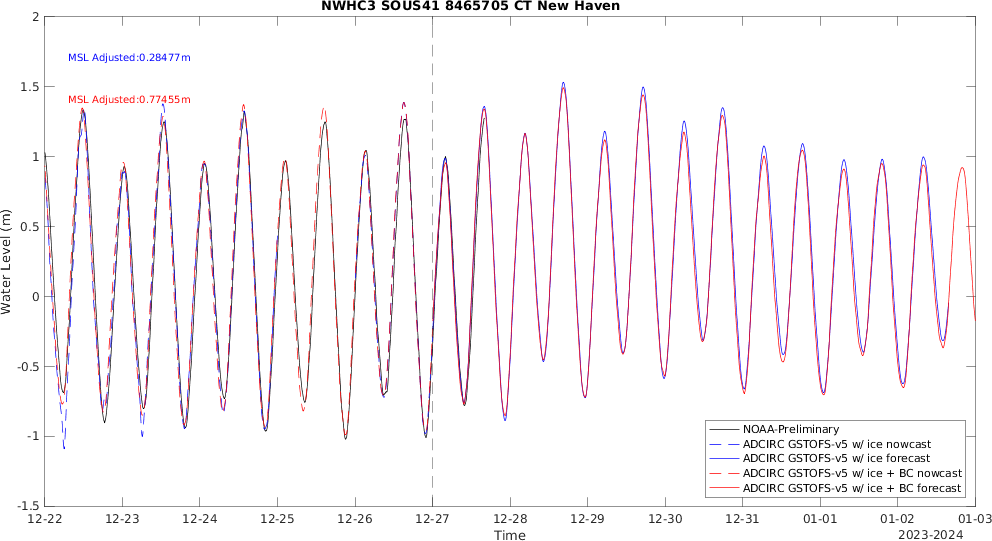 NWHC3 SOUS41 8465705 CT New Haven
MSL Adjusted:0.28477m
MSL Adjusted:0.77455m
Water Level (m)
2
1.5
1
0.5
0
-0.5
-1
-1.5
NOAA-Preliminary
ADCIRC GSTOFS-v5 w/ ice nowcast
ADCIRC GSTOFS-v5 w/ ice forecast
ADCIRC GSTOFS-v5 w/ ice + BC nowcast
ADCIRC GSTOFS-v5 w/ ice + BC forecast
12-22 12-23 12-24 12-25 12-26 12-27 12-28 12-29 12-30 12-31 01-01 01-02 01-03
Time
2023-2024